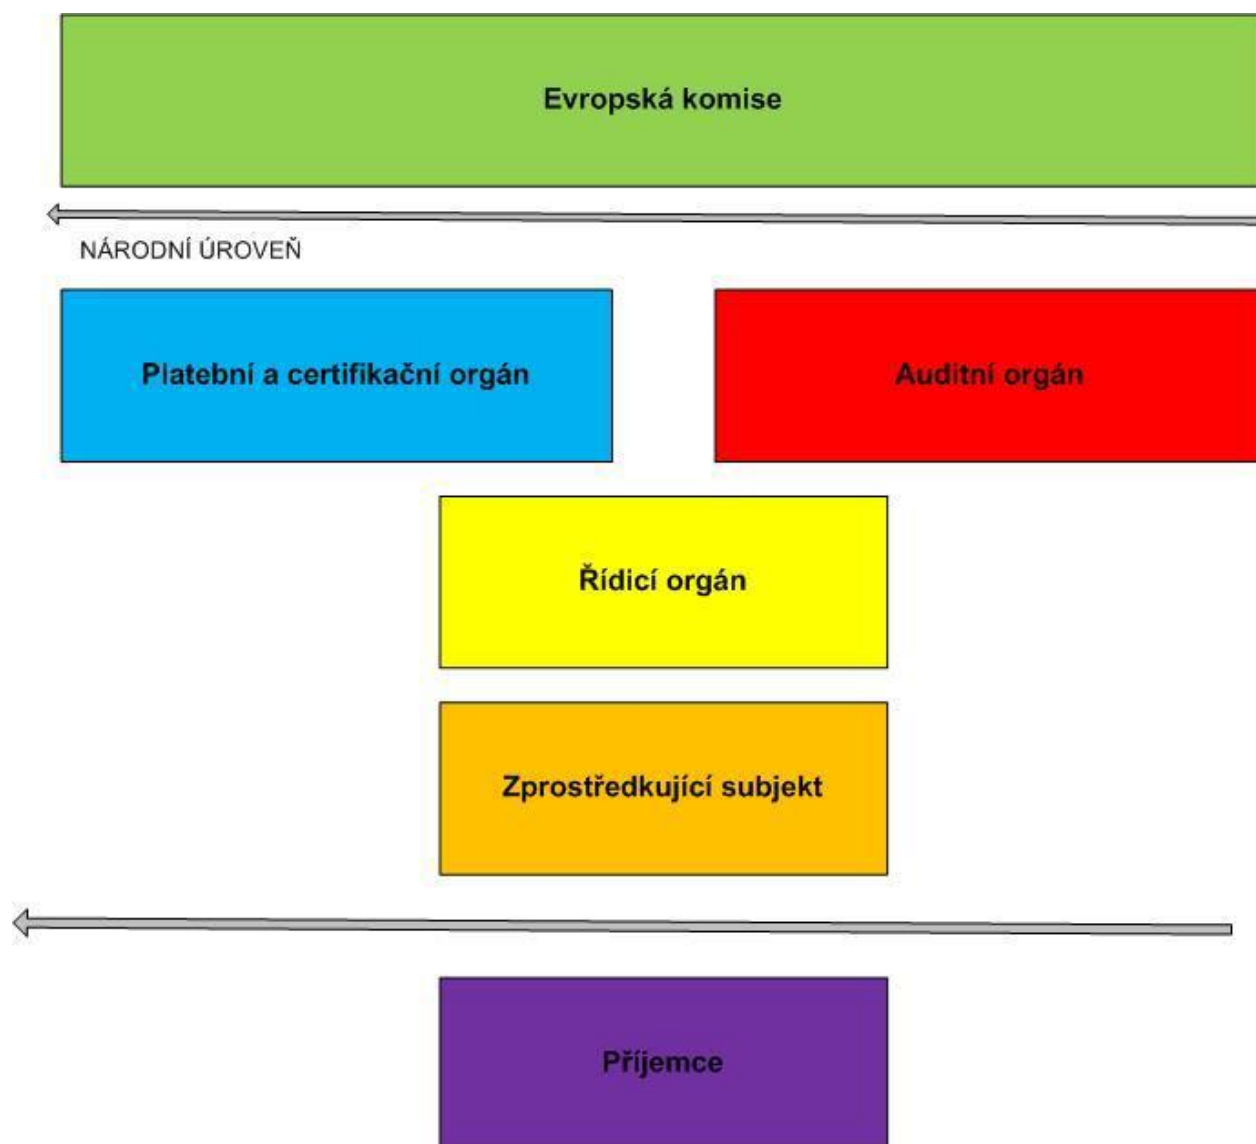 Evropská komise
NÁRODNÍ ÚROVEŇ
Platební a certifikační orgán
Auditní orgán
Řídicí orgán
Zprostředkující subjekt
Příjemce